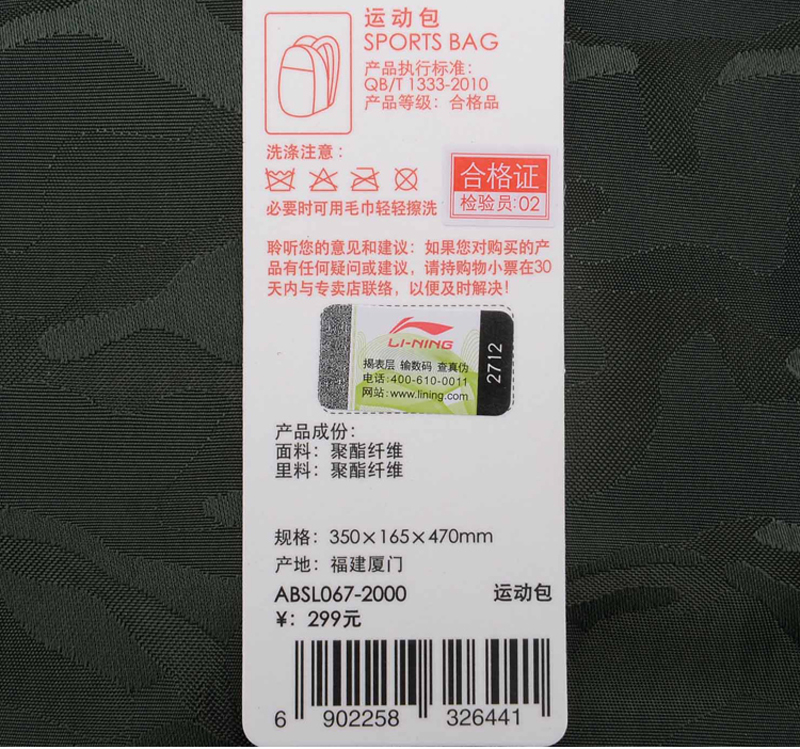 运动包
SPORTS BAG
产品执行标准：
QB/T 1333-2010
产品等级：合格品
洗涤注意：
必要时可用毛巾轻轻擦洗
合格证
检验员:02
聆听您的意见和建议：如果您对购买的产
品有任何疑问或建议，请持购物小票在30
天内与专卖店联络，以便及时解决！
LI-NING
揭表层 输数码 查真伪
电话:400-610-0011
网站:www.lining.com
2712
产品成份：
面料：聚酯纤维
里料：聚酯纤维
规格：350×165×470mm
产地：福建厦门
ABSL067-2000 运动包
¥：299元
6 902258 326441